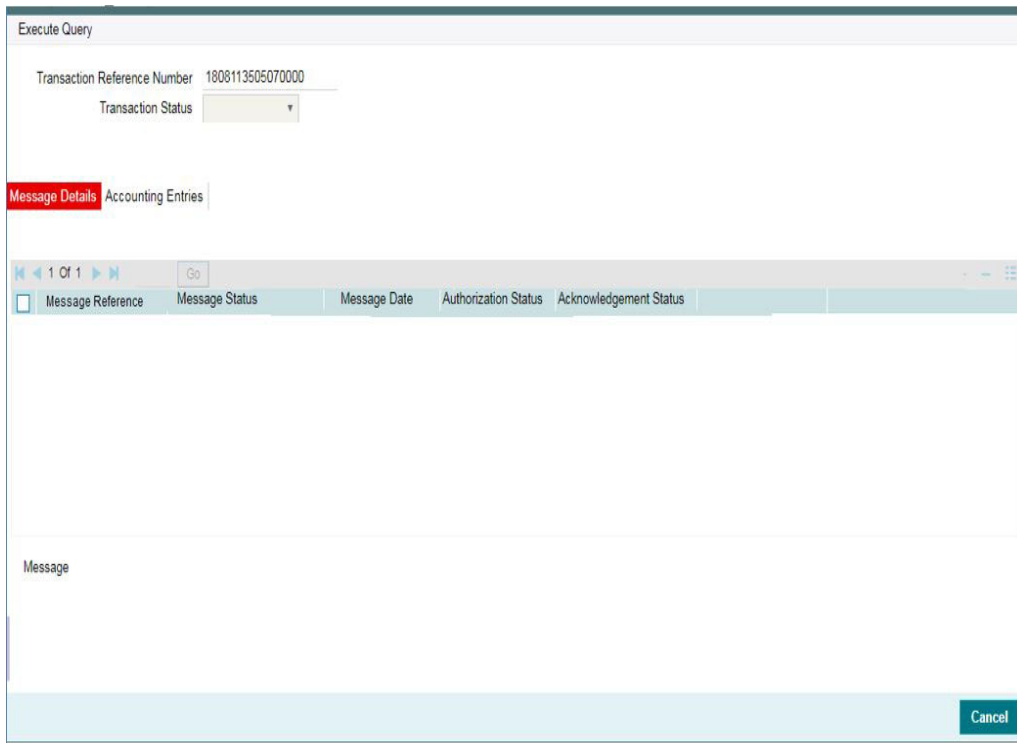 Execute Query
Transaction Reference Number 1808113505070000
Transaction Status
Message Details Accounting Entries
1 Of 1 Go
Message Reference Message Status Message Date Authorization Status Acknowledgement Status
Message
Cancel